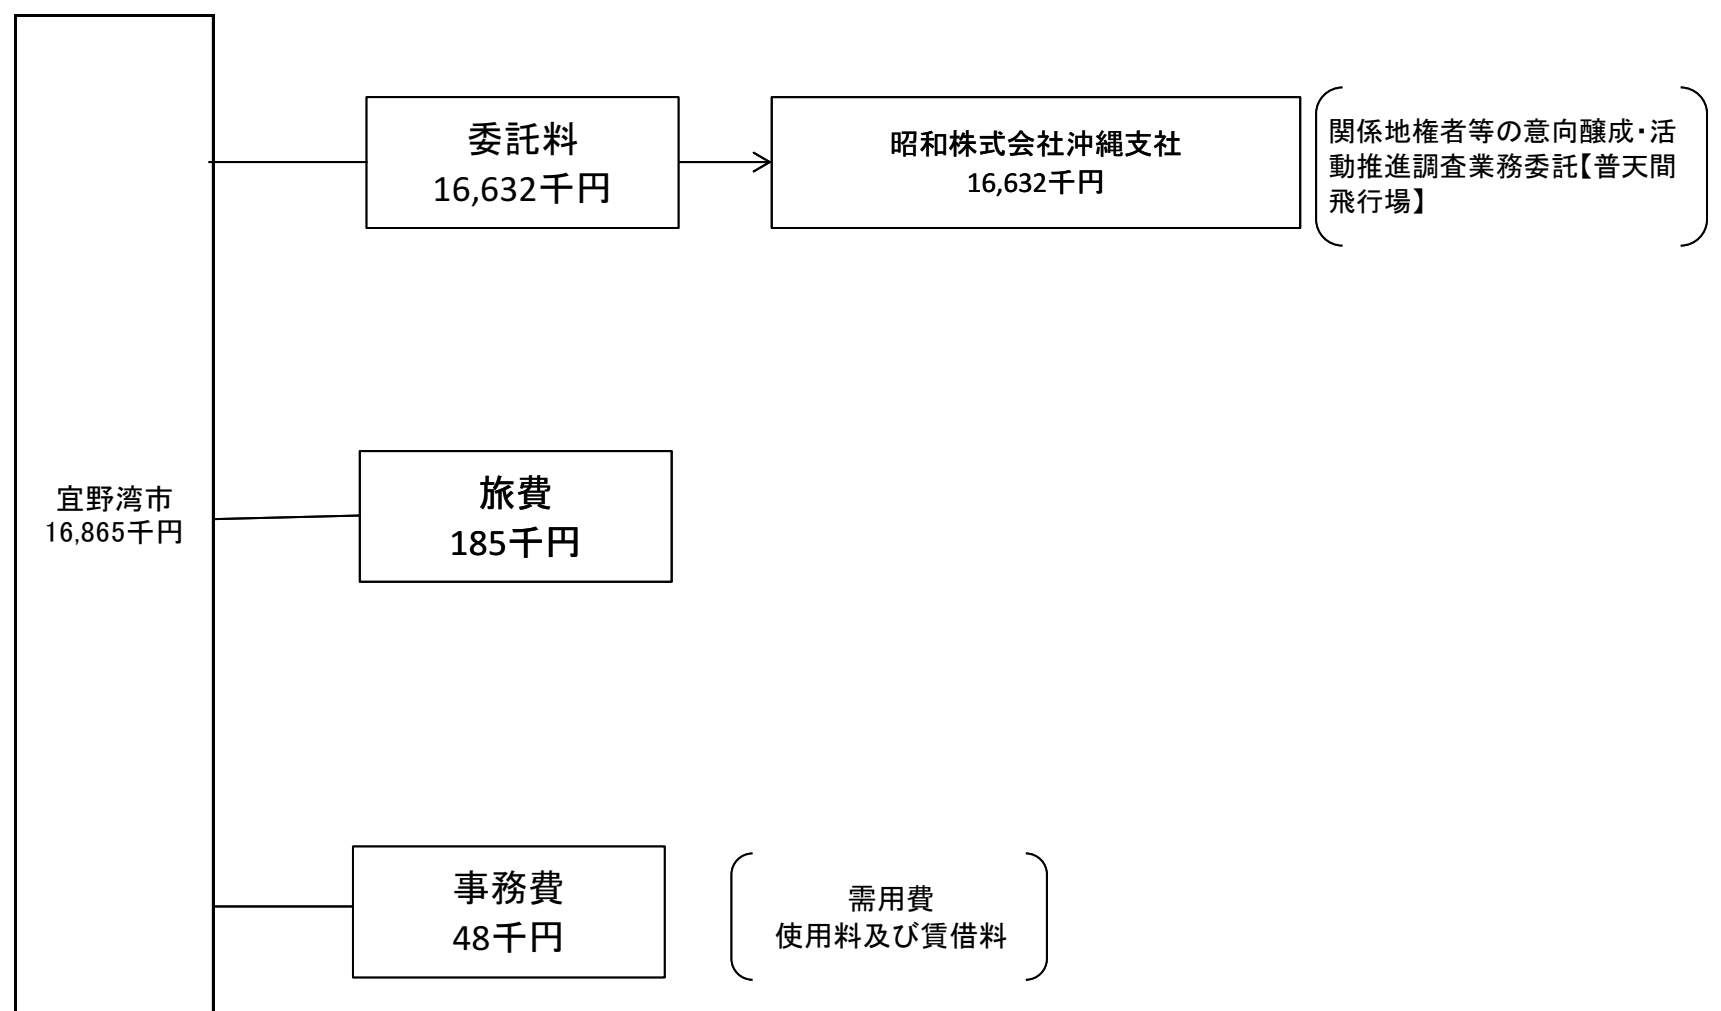 宜野湾市
16,865千円
委託料
16,632千円
昭和株式会社沖縄支社
16,632千円
関係地権者等の意向醸成・活
動推進調査業務委託【普天間
飛行場】
旅費
185千円
事務費
48千円
需用費
使用料及び賃借料